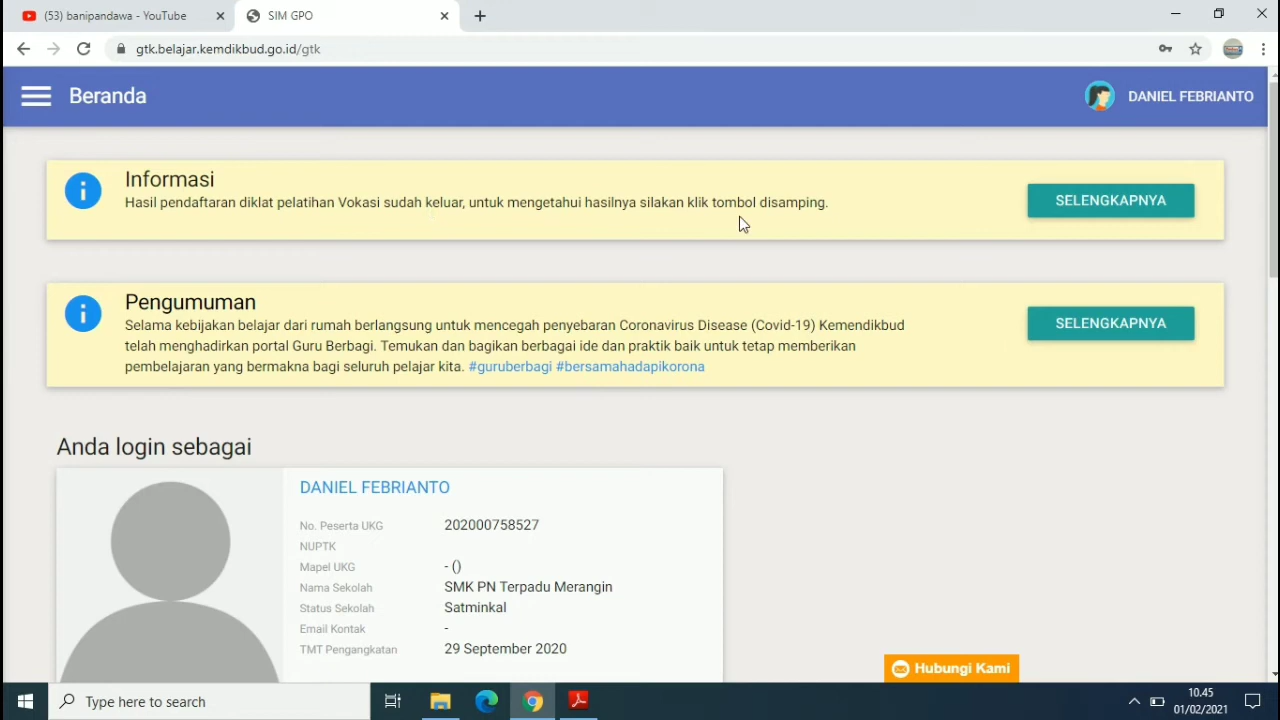 (53) banipandawa - YouTube
SIM GPO
gtk.belajar.kemdikbud.go.id/gtk
Beranda
DANIEL FEBRIANTO
Informasi
Hasil pendaftaran diklat pelatihan Vokasi sudah keluar, untuk mengetahui hasilnya silakan klik tombol disamping.
SELENGKAPNYA
Pengumuman
Selama kebijakan belajar dari rumah berlangsung untuk mencegah penyebaran Coronavirus Disease (Covid-19) Kemendikbud
telah menghadirkan portal Guru Berbagi. Temukan dan bagikan berbagai ide dan praktik baik untuk tetap memberikan
pembelajaran yang bermakna bagi seluruh pelajar kita. #guruberbagi #bersamahadapikorona
SELENGKAPNYA
Anda login sebagai
DANIEL FEBRIANTO
No. Peserta UKG 202000758527
NUPTK
Mapel UKG - ()
Nama Sekolah SMK PN Terpadu Merangin
Status Sekolah Satminkal
Email Kontak -
TMT Pengangkatan 29 September 2020
Hubungi Kami
Type here to search
10.45
01/02/2021